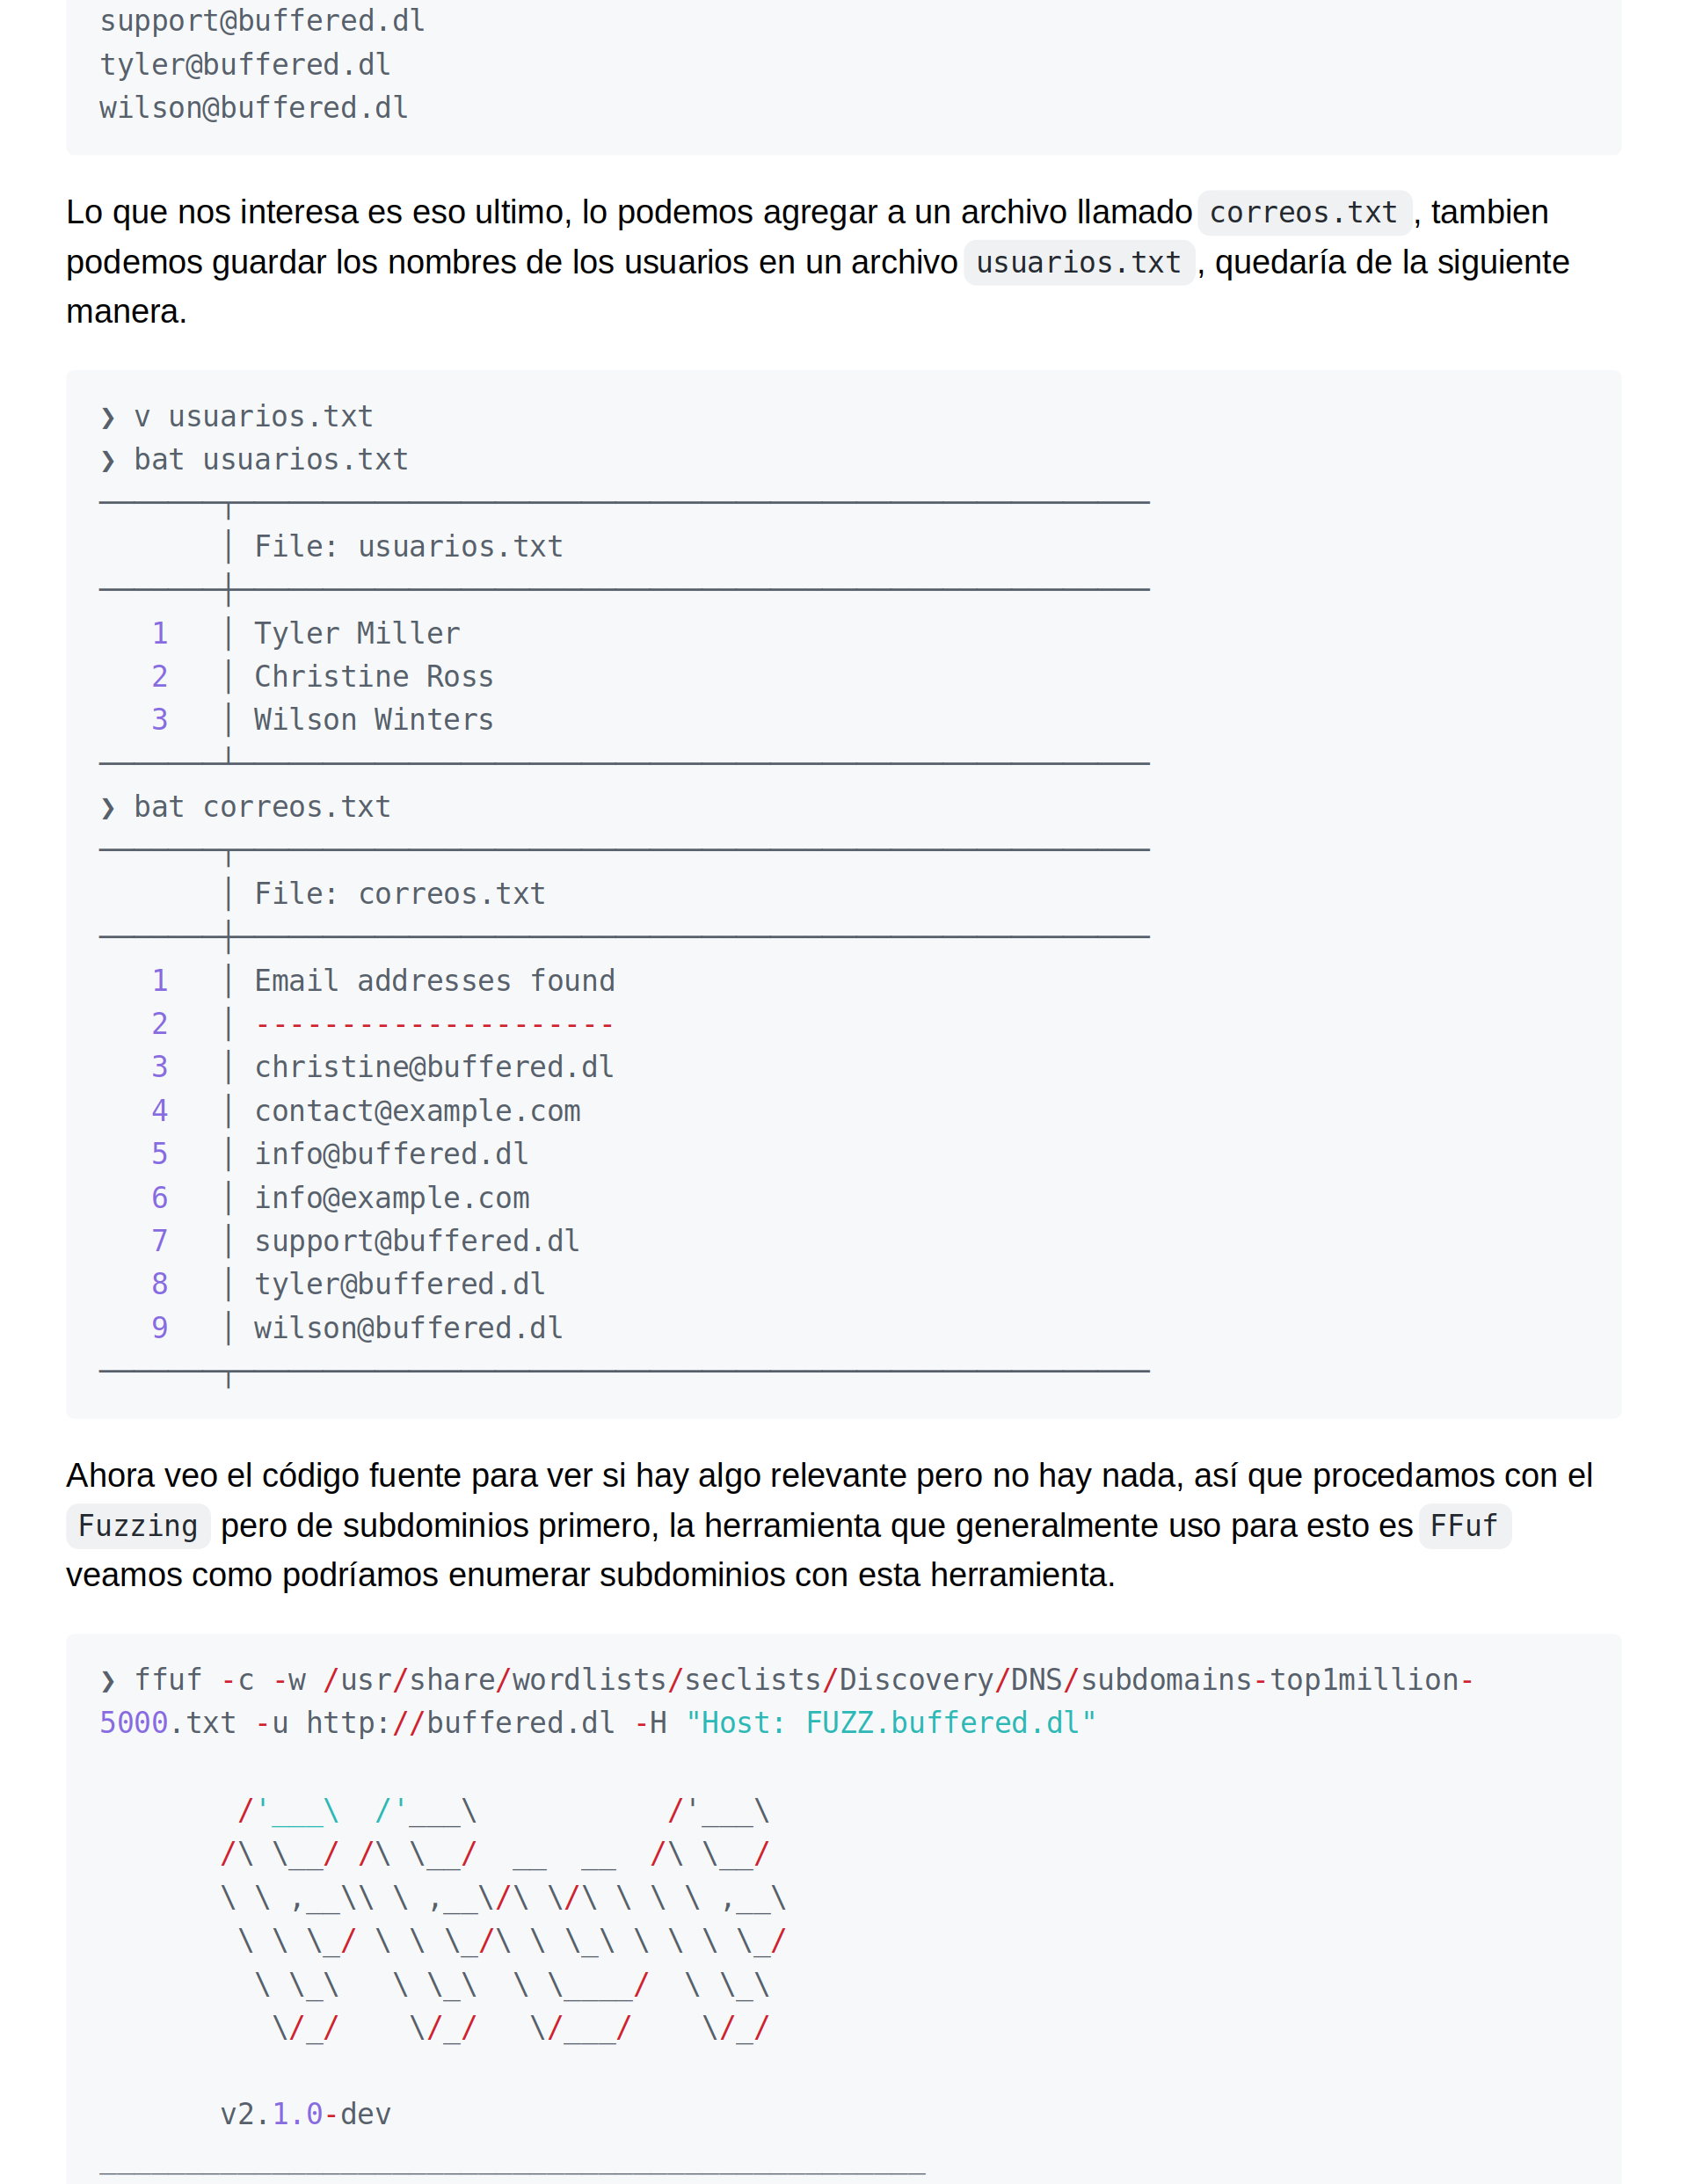 support@buffered.dl
tyler@buffered.dl
wilson@buffered.dl
Lo que nos interesa es eso ultimo, lo podemos agregar a un archivo llamado correos.txt , tambien
podemos guardar los nombres de los usuarios en un archivo usuarios.txt , quedaría de la siguiente
manera.
❯ v usuarios.txt
❯ bat usuarios.txt
───────┬─────────────────────────────────────────────────────
       │ File: usuarios.txt
───────┼─────────────────────────────────────────────────────
   1   │ Tyler Miller
   2   │ Christine Ross
   3   │ Wilson Winters
───────┴─────────────────────────────────────────────────────
❯ bat correos.txt
───────┬─────────────────────────────────────────────────────
       │ File: correos.txt
───────┼─────────────────────────────────────────────────────
   1   │ Email addresses found
   2   │ ---------------------
   3   │ christine@buffered.dl
   4   │ contact@example.com
   5   │ info@buffered.dl
   6   │ info@example.com
   7   │ support@buffered.dl
   8   │ tyler@buffered.dl
   9   │ wilson@buffered.dl
───────┬─────────────────────────────────────────────────────
Ahora veo el código fuente para ver si hay algo relevante pero no hay nada, así que procedamos con el
Fuzzing pero de subdominios primero, la herramienta que generalmente uso para esto es FFuf
veamos como podríamos enumerar subdominios con esta herramienta.
❯ ffuf -c -w /usr/share/wordlists/seclists/Discovery/DNS/subdomains-top1million-
5000.txt -u http://buffered.dl -H "Host: FUZZ.buffered.dl"
        /'___\  /'___\           /'___\
       /\ \__/ /\ \__/  __  __  /\ \__/
       \ \ ,__\\ \ ,__\/\ \/\ \ \ \ ,__\
        \ \ \_/ \ \ \_/\ \ \_\ \ \ \ \_/
         \ \_\   \ \_\  \ \____/  \ \_\
          \/_/    \/_/   \/___/    \/_/
       v2.1.0-dev
________________________________________________